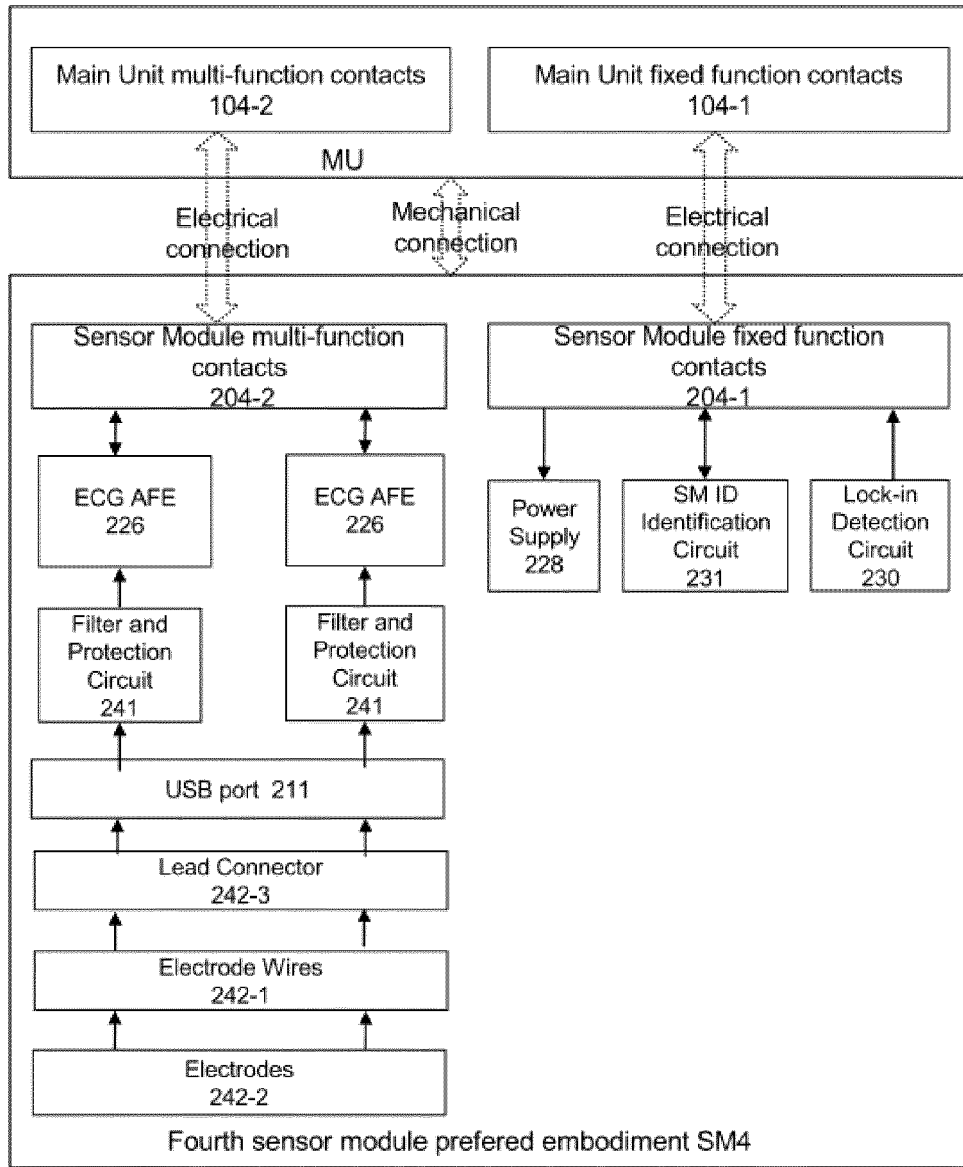 Main Unit multi-function contacts
104-2
Main Unit fixed function contacts
104-1
MU
Electrical
connection
Mechanical
connection
Electrical
connection
Sensor Module multi-function
contacts
204-2
Sensor Module fixed function
contacts
204-1
ECG AFE
226
ECG AFE
226
Power
Supply
228
SM ID
Identification
Circuit
231
Lock-in
Detection
Circuit
230
Filter and
Protection
Circuit
241
Filter and
Protection
Circuit
241
USB port 211
Lead Connector
242-3
Electrode Wires
242-1
Electrodes
242-2
Fourth sensor module prefered embodiment SM4